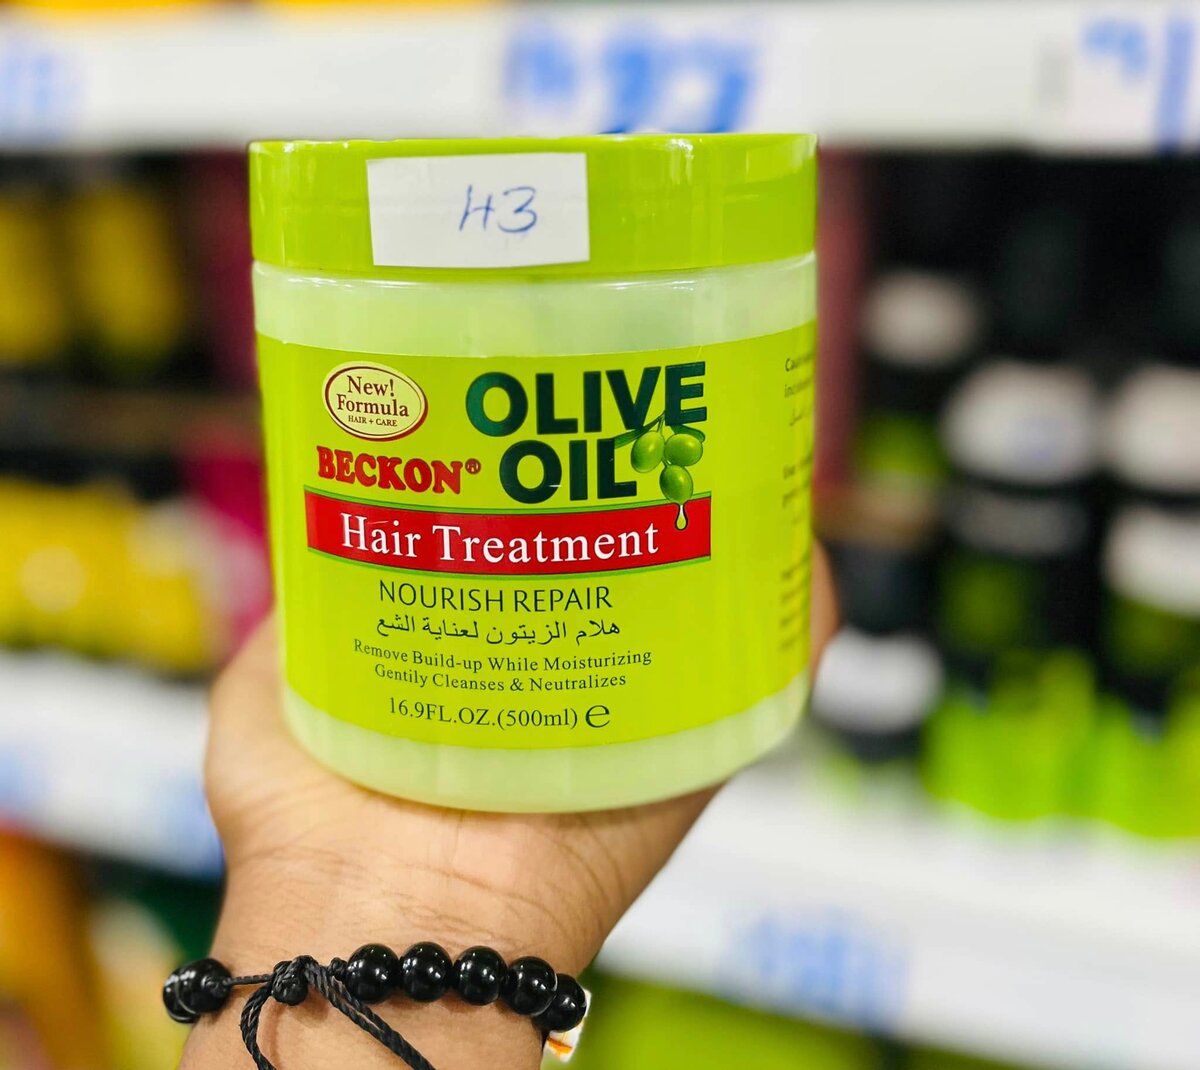 H3
New!
Formula
HAIR + CARE
OLIVE
OIL
BECKON®
Hair Treatment
NOURISH REPAIR
هلام الزيتون لعناية الشع
Remove Build-up While Moisturizing
Gentily Cleanses & Neutralizes
16.9FL.OZ.(500ml) e